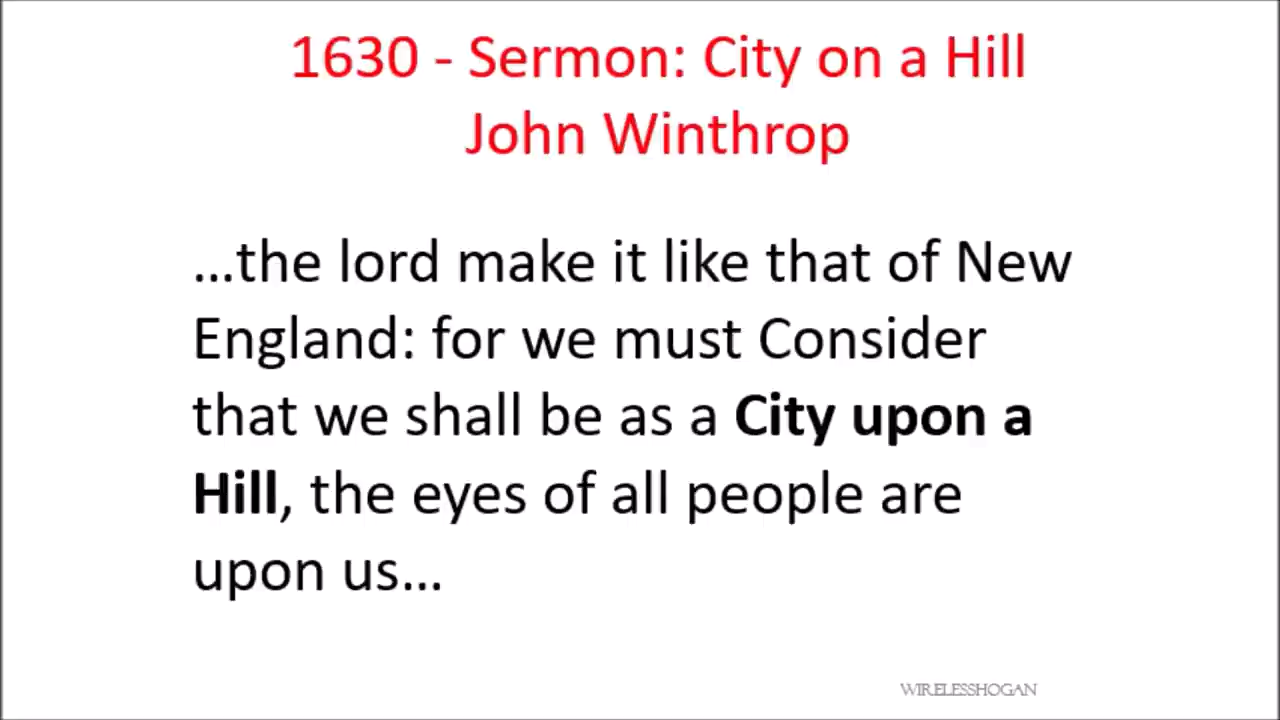 1630 - Sermon: City on a Hill
John Winthrop
...the lord make it like that of New
England: for we must Consider
that we shall be as a City upon a
Hill, the eyes of all people are
upon us...
WIRELESSHOGAN